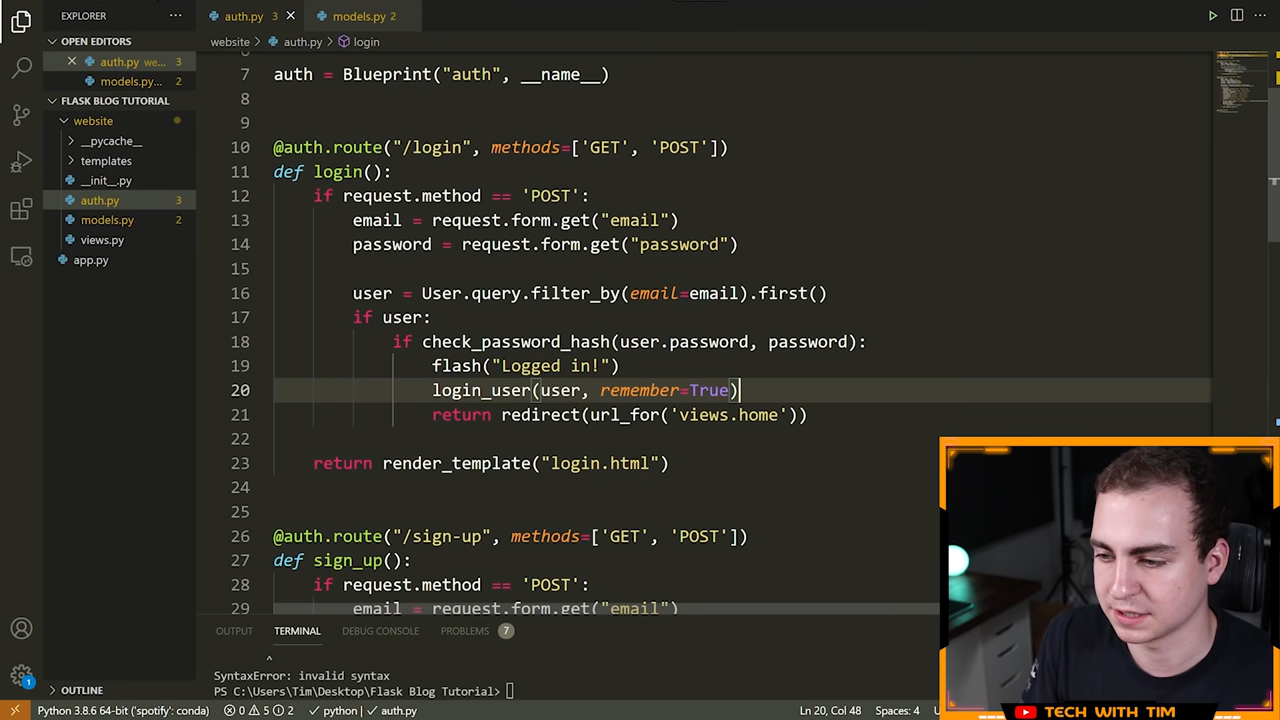 EXPLORER
···
auth.py 3
models.py 2
OPEN EDITORS
auth.py we... 3
models.py... 2
FLASK BLOG TUTORIAL
website
__pycache__
templates
__init__.py
auth.py 3
models.py 2
views.py
app.py
OUTLINE
website > auth.py > login
7 auth = Blueprint("auth", __name__)
8
9
10 @auth.route("/login", methods=['GET', 'POST'])
11 def login():
12 if request.method == 'POST':
13 email = request.form.get("email")
14 password = request.form.get("password")
15
16 user = User.query.filter_by(email=email).first()
17 if user:
18 if check_password_hash(user.password, password):
19 flash("Logged in!")
20 login_user(user, remember=True)
21 return redirect(url_for('views.home'))
22
23 return render_template("login.html")
24
25
26 @auth.route("/sign-up", methods=['GET', 'POST'])
27 def sign_up():
28 if request.method == 'POST':
29 email = request.form.get("email")
OUTPUT TERMINAL DEBUG CONSOLE PROBLEMS 7
^
SyntaxError: invalid syntax
PS C:\Users\Tim\Desktop\Flask Blog Tutorial>
1
Python 3.8.6 64-bit ('spotify': conda) 0 5 2 python | auth.py Ln 20, Col 48 Spaces: 4
TECH WITH TIM